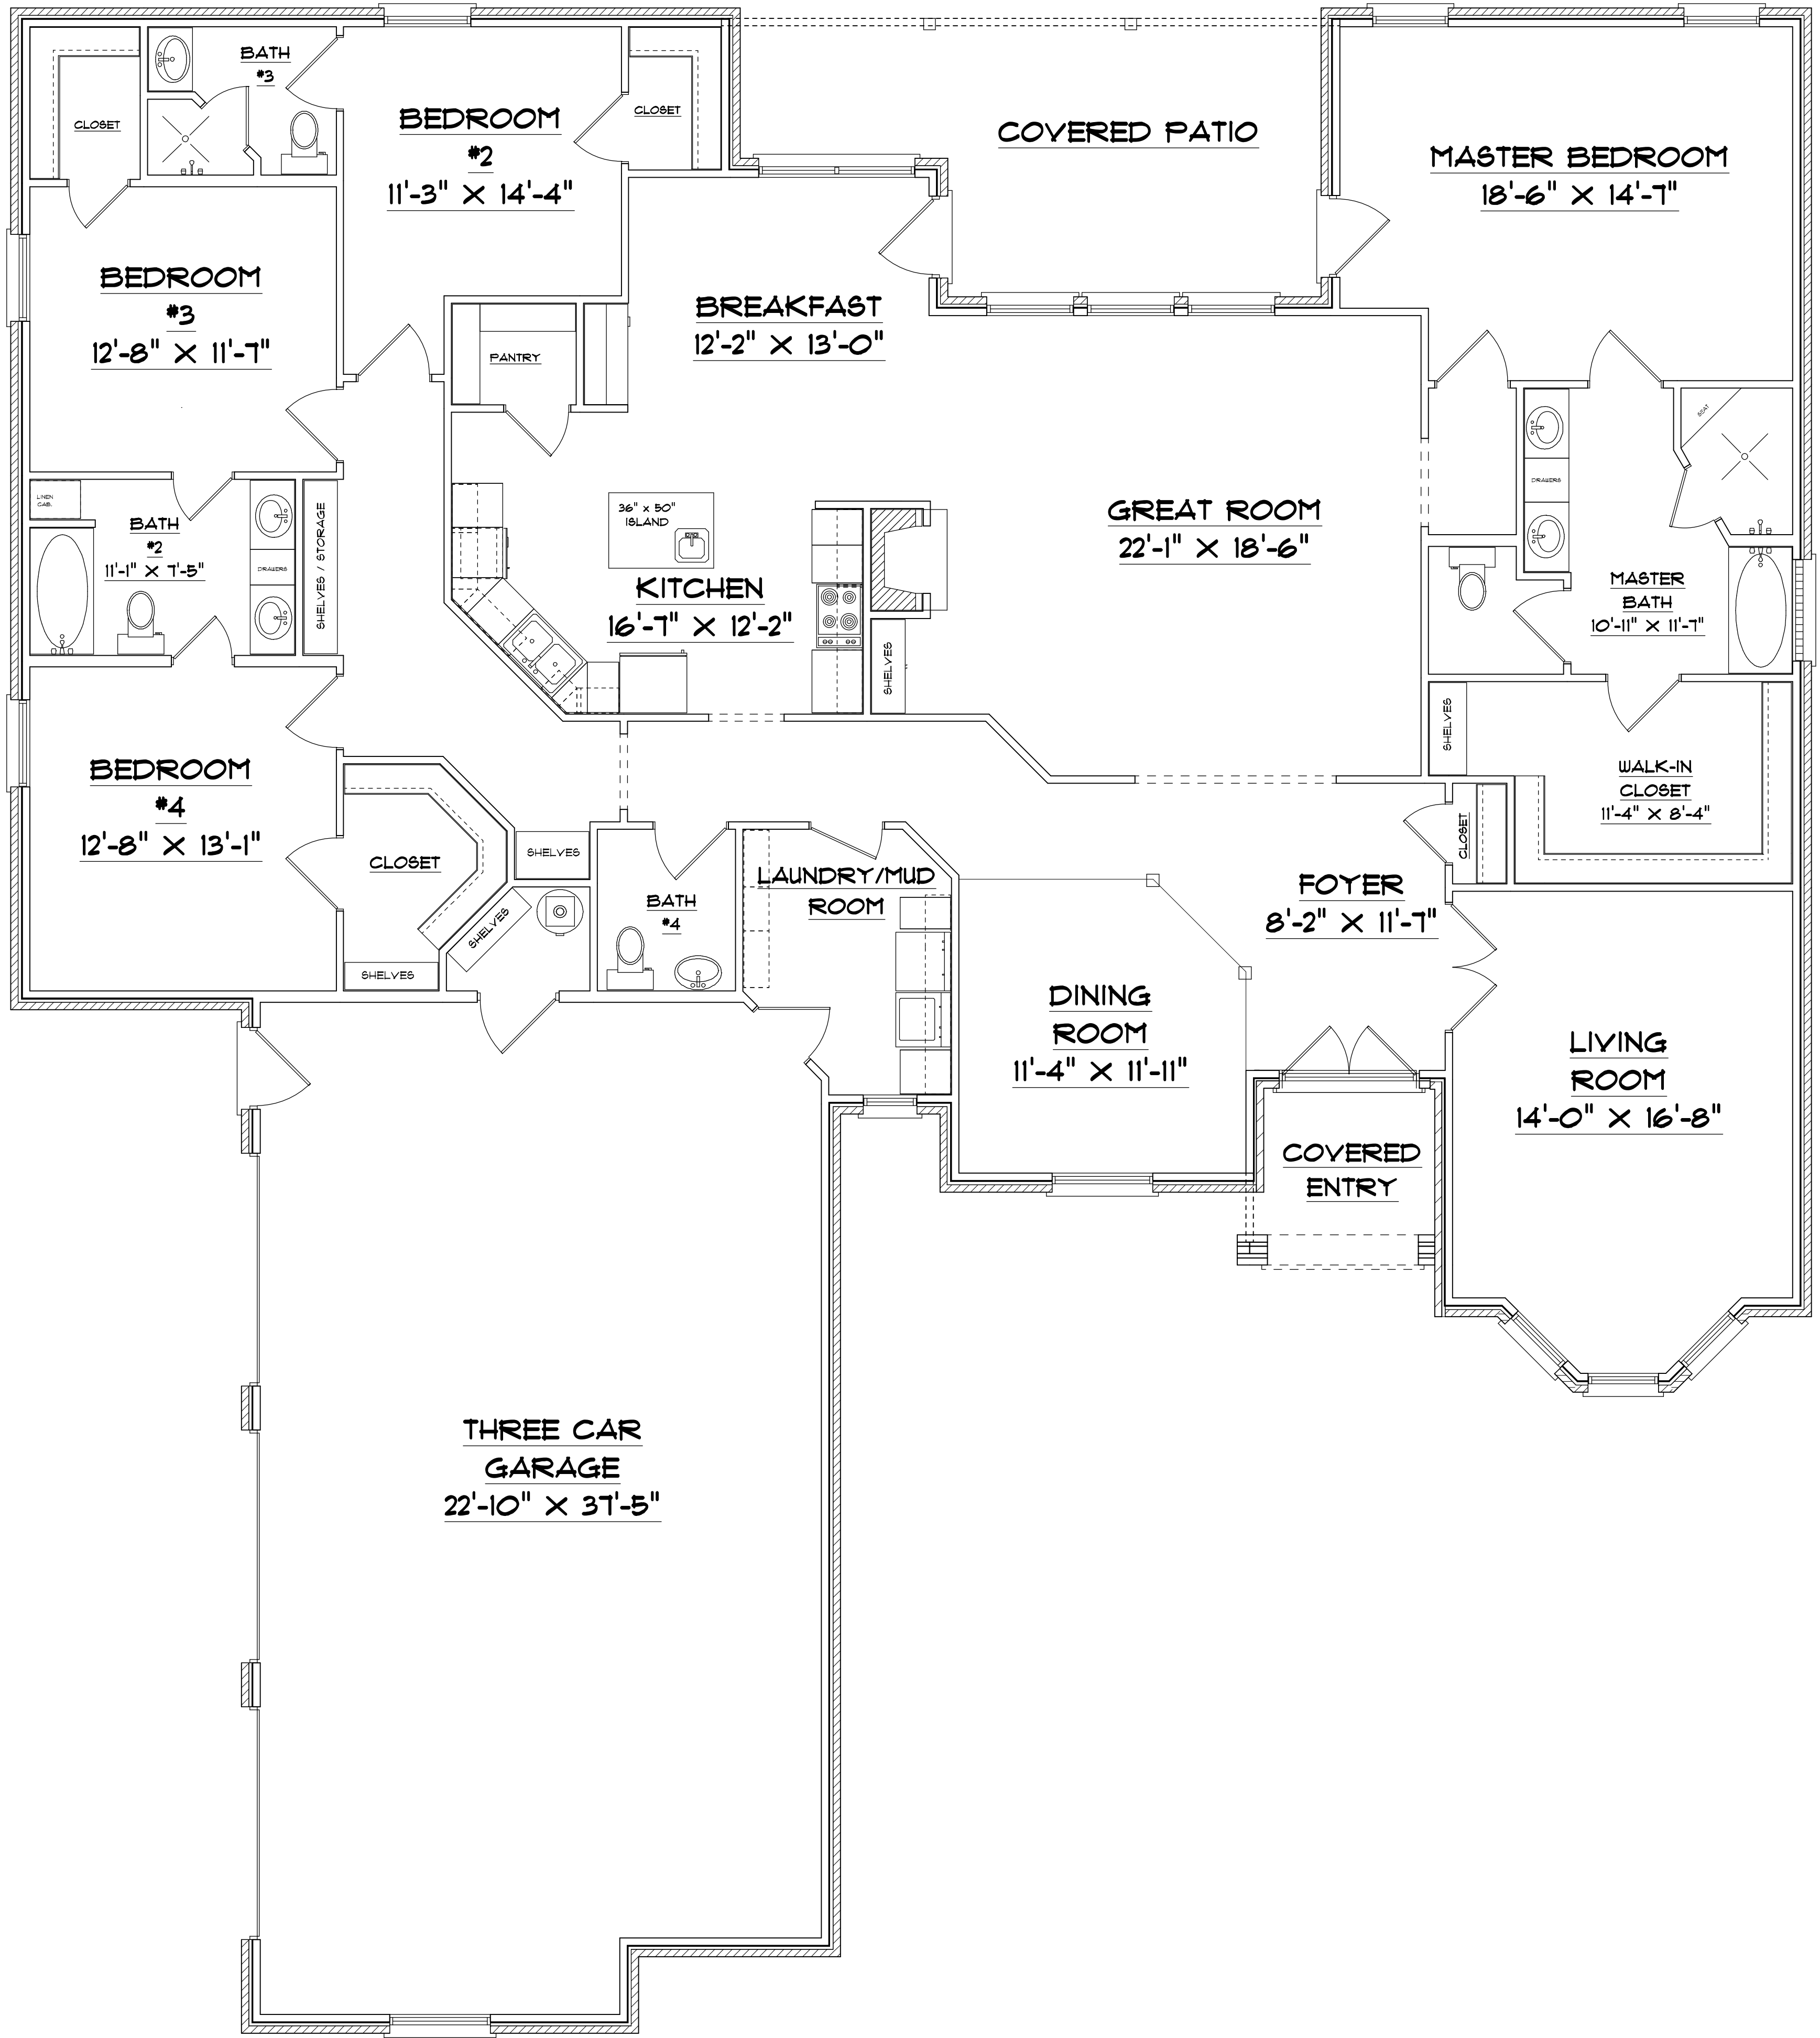 BATH
#3
CLOSET
BEDROOM
#2
11'-3" X 14'-4"
CLOSET
COVERED PATIO
MASTER BEDROOM
18'-6" X 14'-7"
BEDROOM
#3
12'-8" X 11'-7"
PANTRY
BREAKFAST
12'-2" X 13'-0"
SEAT
LINEN
CAB.
BATH
#2
11'-1" X 7'-5"
DRAWERS
SHELVES / STORAGE
36" x 50"
ISLAND
KITCHEN
16'-7" X 12'-2"
SHELVES
GREAT ROOM
22'-1" X 18'-6"
DRAWERS
MASTER
BATH
10'-11" X 11'-7"
SHELVES
WALK-IN
CLOSET
11'-4" X 8'-4"
BEDROOM
#4
12'-8" X 13'-1"
CLOSET
SHELVES
SHELVES
SHELVES
BATH
#4
LAUNDRY/MUD
ROOM
CLOSET
FOYER
8'-2" X 11'-7"
DINING
ROOM
11'-4" X 11'-11"
LIVING
ROOM
14'-0" X 16'-8"
COVERED
ENTRY
THREE CAR
GARAGE
22'-10" X 37'-5"